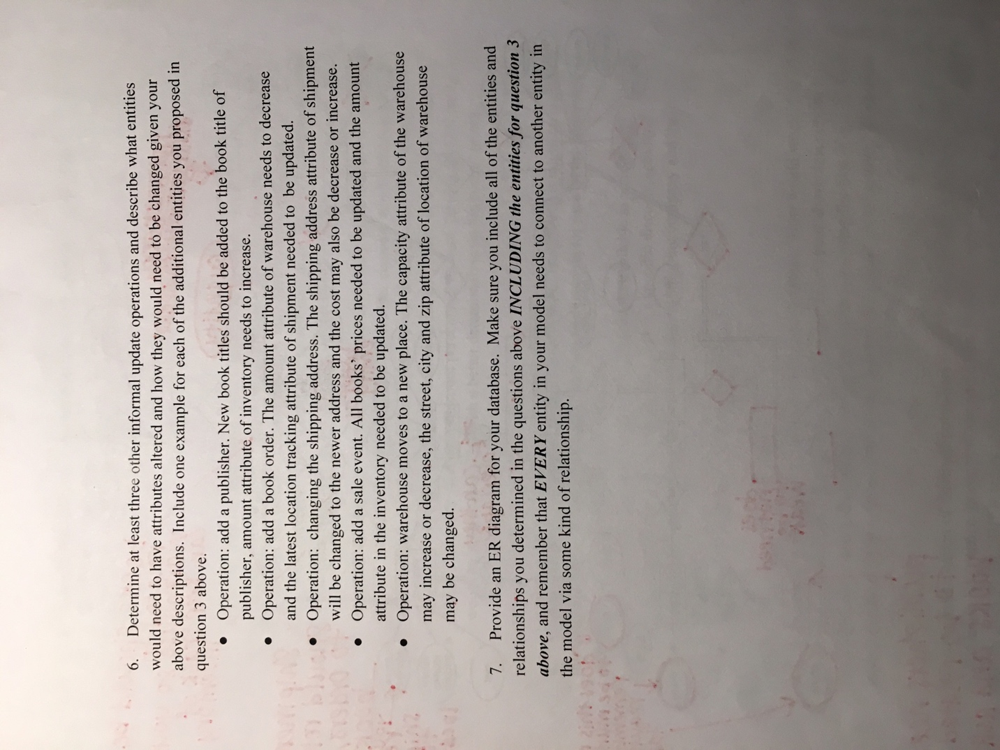 6. Determine at least three other informal update operations and describe what entities
would need to have attributes altered and how they would need to be changed given your
above descriptions. Include one example for each of the additional entities you proposed in
question 3 above.
• Operation: add a publisher. New book titles should be added to the book title of
publisher, amount attribute of inventory needs to increase.
• Operation: add a book order. The amount attribute of warehouse needs to decrease
and the latest location tracking attribute of shipment needed to be updated.
• Operation: changing the shipping address. The shipping address attribute of shipment
will be changed to the newer address and the cost may also be decrease or increase.
• Operation: add a sale event. All books' prices needed to be updated and the amount
attribute in the inventory needed to be updated.
• Operation: warehouse moves to a new place. The capacity attribute of the warehouse
may increase or decrease, the street, city and zip attribute of location of warehouse
may be changed.
7. Provide an ER diagram for your database. Make sure you include all of the entities and
relationships you determined in the questions above INCLUDING the entities for question 3
above, and remember that EVERY entity in your model needs to connect to another entity in
the model via some kind of relationship.